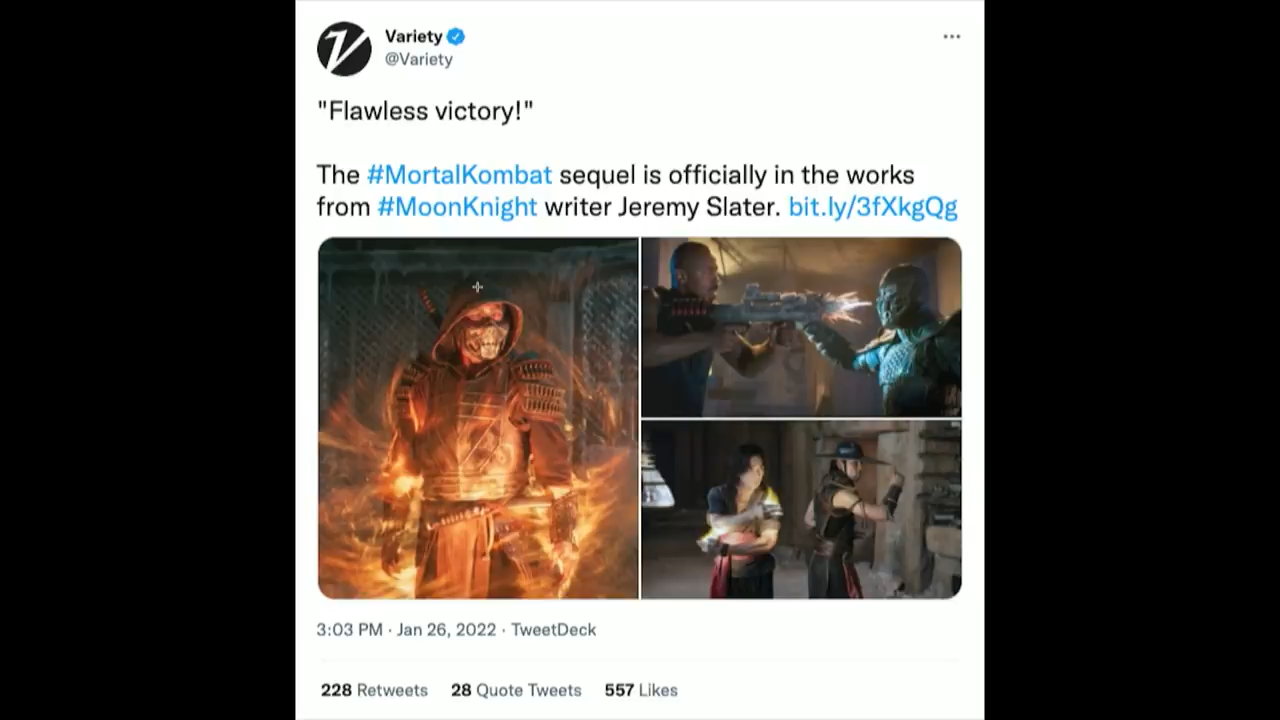 Variety
@Variety
"Flawless victory!"
The #MortalKombat sequel is officially in the works
from #MoonKnight writer Jeremy Slater. bit.ly/3fXkgQg
3:03 PM · Jan 26, 2022 · TweetDeck
228 Retweets 28 Quote Tweets 557 Likes